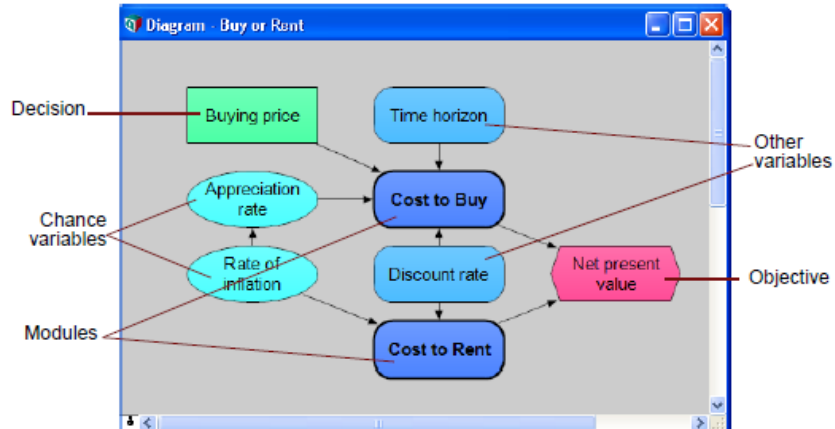 Diagram - Buy or Rent
Decision
Buying price
Time horizon
Other
variables
Appreciation
rate
Cost to Buy
Chance
variables
Rate of
inflation
Discount rate
Net present
value
Objective
Modules
Cost to Rent